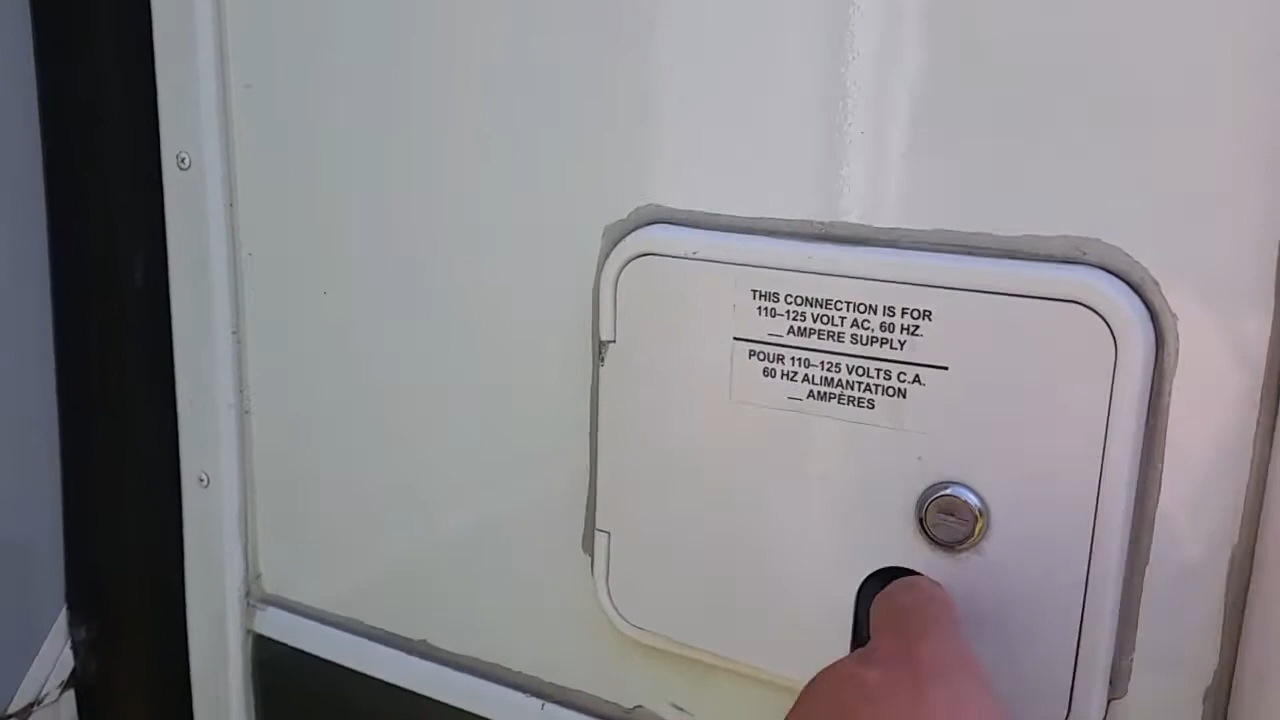 THIS CONNECTION IS FOR
110–125 VOLT AC, 60 HZ.
__ AMPERE SUPPLY
POUR 110–125 VOLTS C.A.
60 HZ ALIMANTATION
__ AMPÈRES